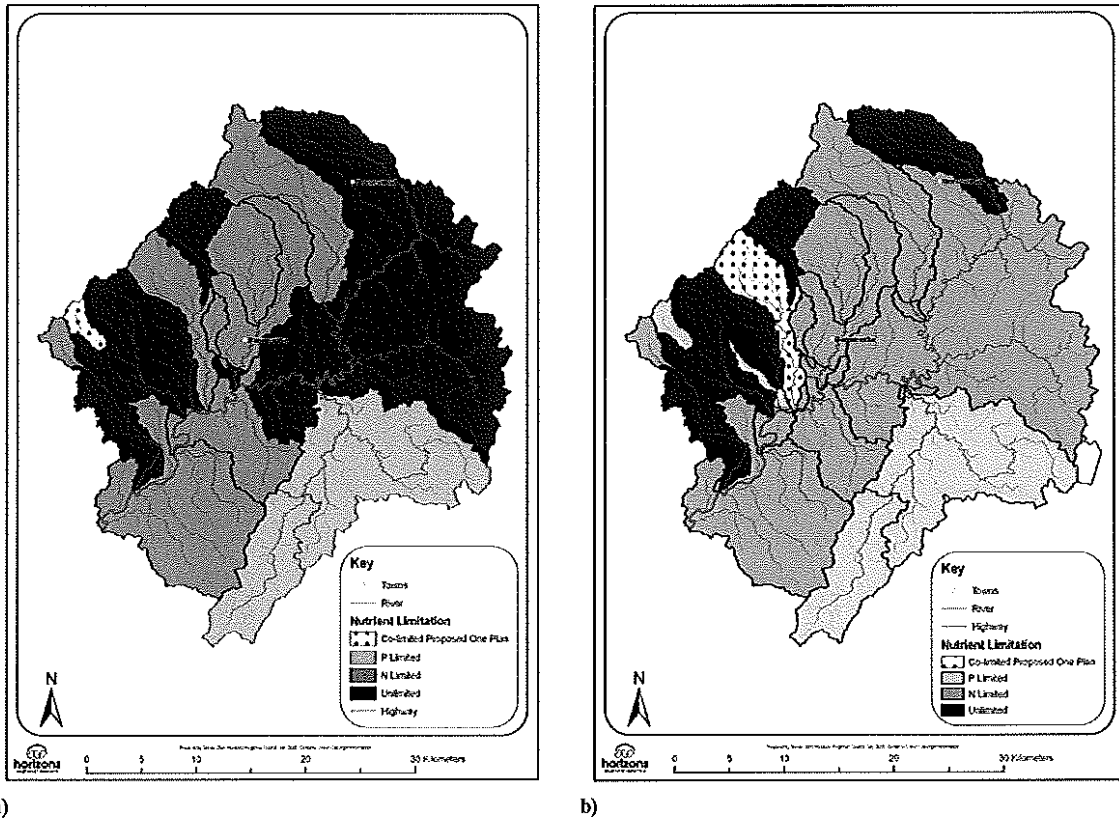 Key
Towns
River
Nutrient Limitation
Co-limited Proposed One Plan
P Limited
N Limited
Unlimited
Highway
N
horizons
0 5 10 20 30 Kilometers
a)
Key
Towns
River
Highway
Nutrient Limitation
Co-limited Proposed One Plan
P Limited
N Limited
Unlimited
N
horizons
0 5 10 20 30 Kilometers
b)